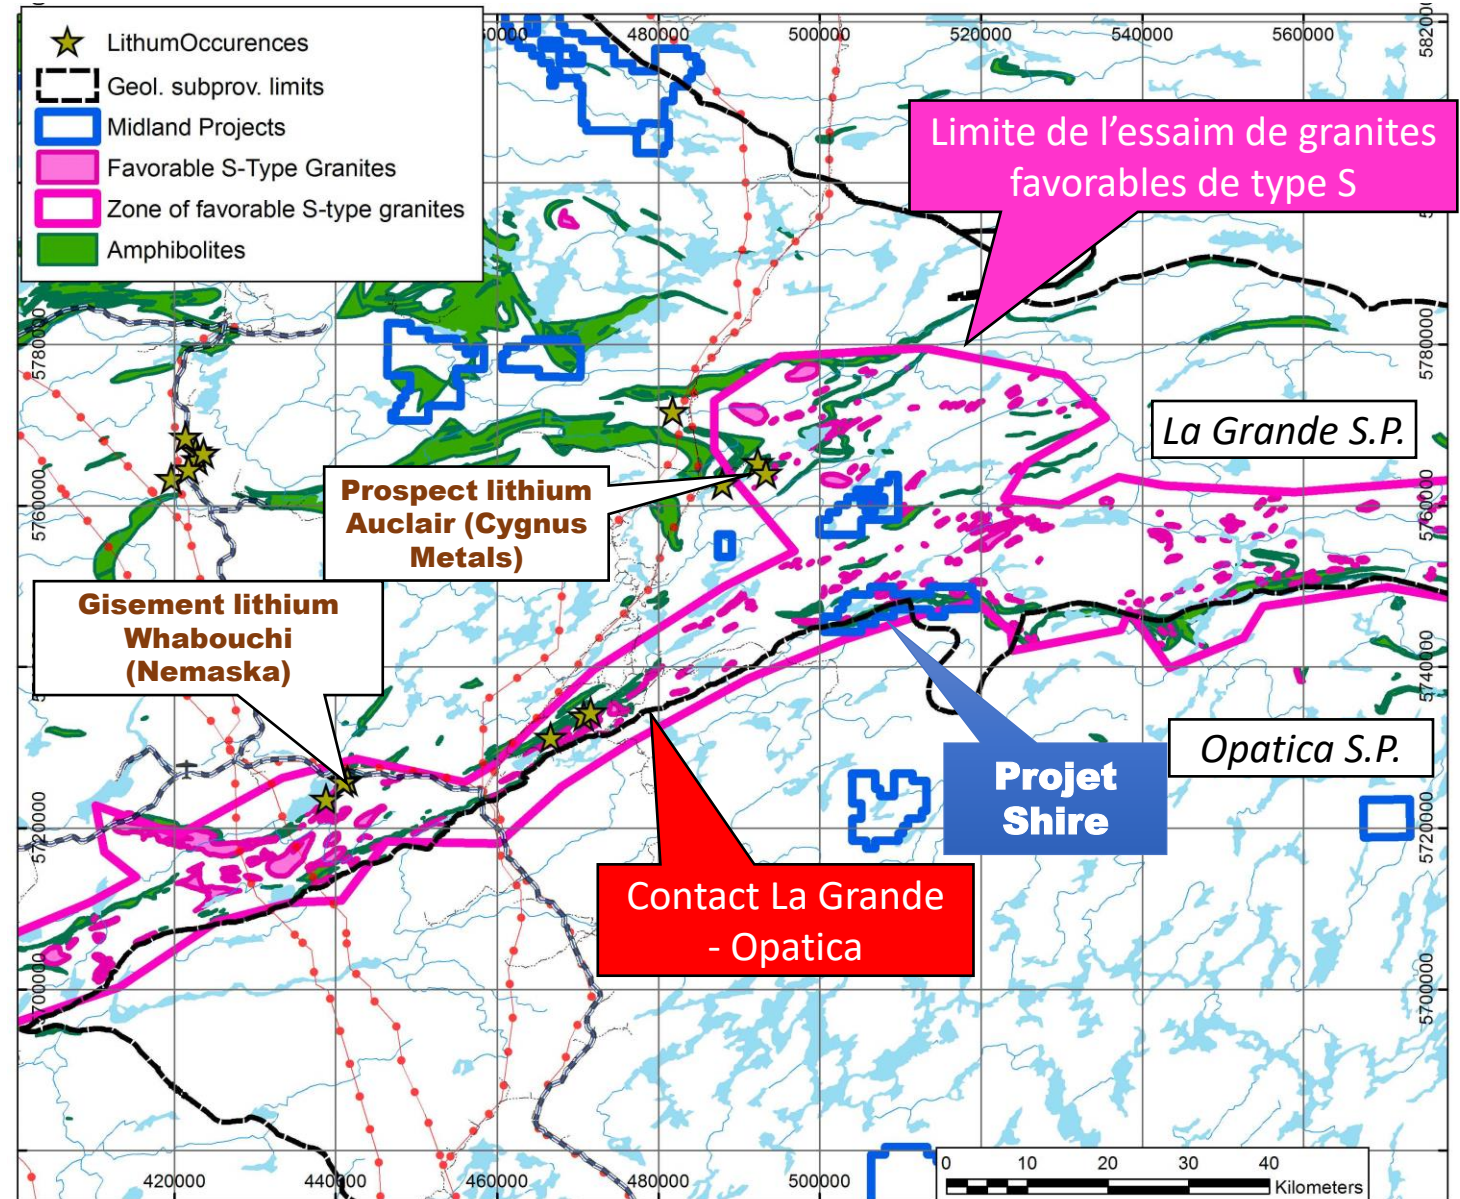 LithumOccurences
Geol. subprov. limits
Midland Projects
Favorable S-Type Granites
Zone of favorable S-type granites
Amphibolites
480000
500000
520000
540000
560000
Limite de l’essaim de granites
favorables de type S
La Grande S.P.
Prospect lithium
Auclair (Cygnus
Metals)
Gisement lithium
Whabouchi
(Nemaska)
Opatica S.P.
Projet
Shire
Contact La Grande
- Opatica
5780000
5760000
5720000
5700000
5780000
5760000
5740000
5720000
5700000
420000
440000
460000
480000
500000
0 10 20 30 40
Kilometers